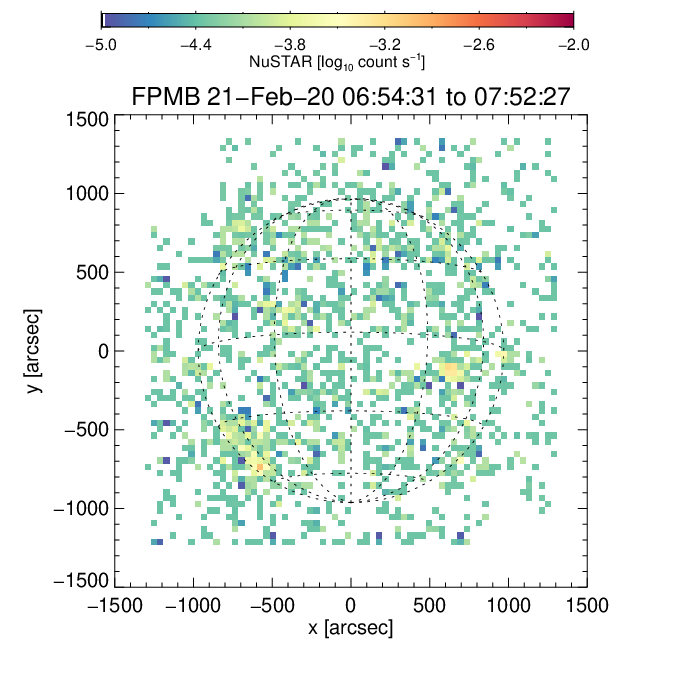 −5.0 −4.4 −3.8 −3.2 −2.6 −2.0
NuSTAR [log₁₀ count s⁻¹]
FPMB 21−Feb−20 06:54:31 to 07:52:27
1500
1000
500
0
−500
−1000
−1500
y [arcsec]
−1500 −1000 −500 0 500 1000 1500
x [arcsec]